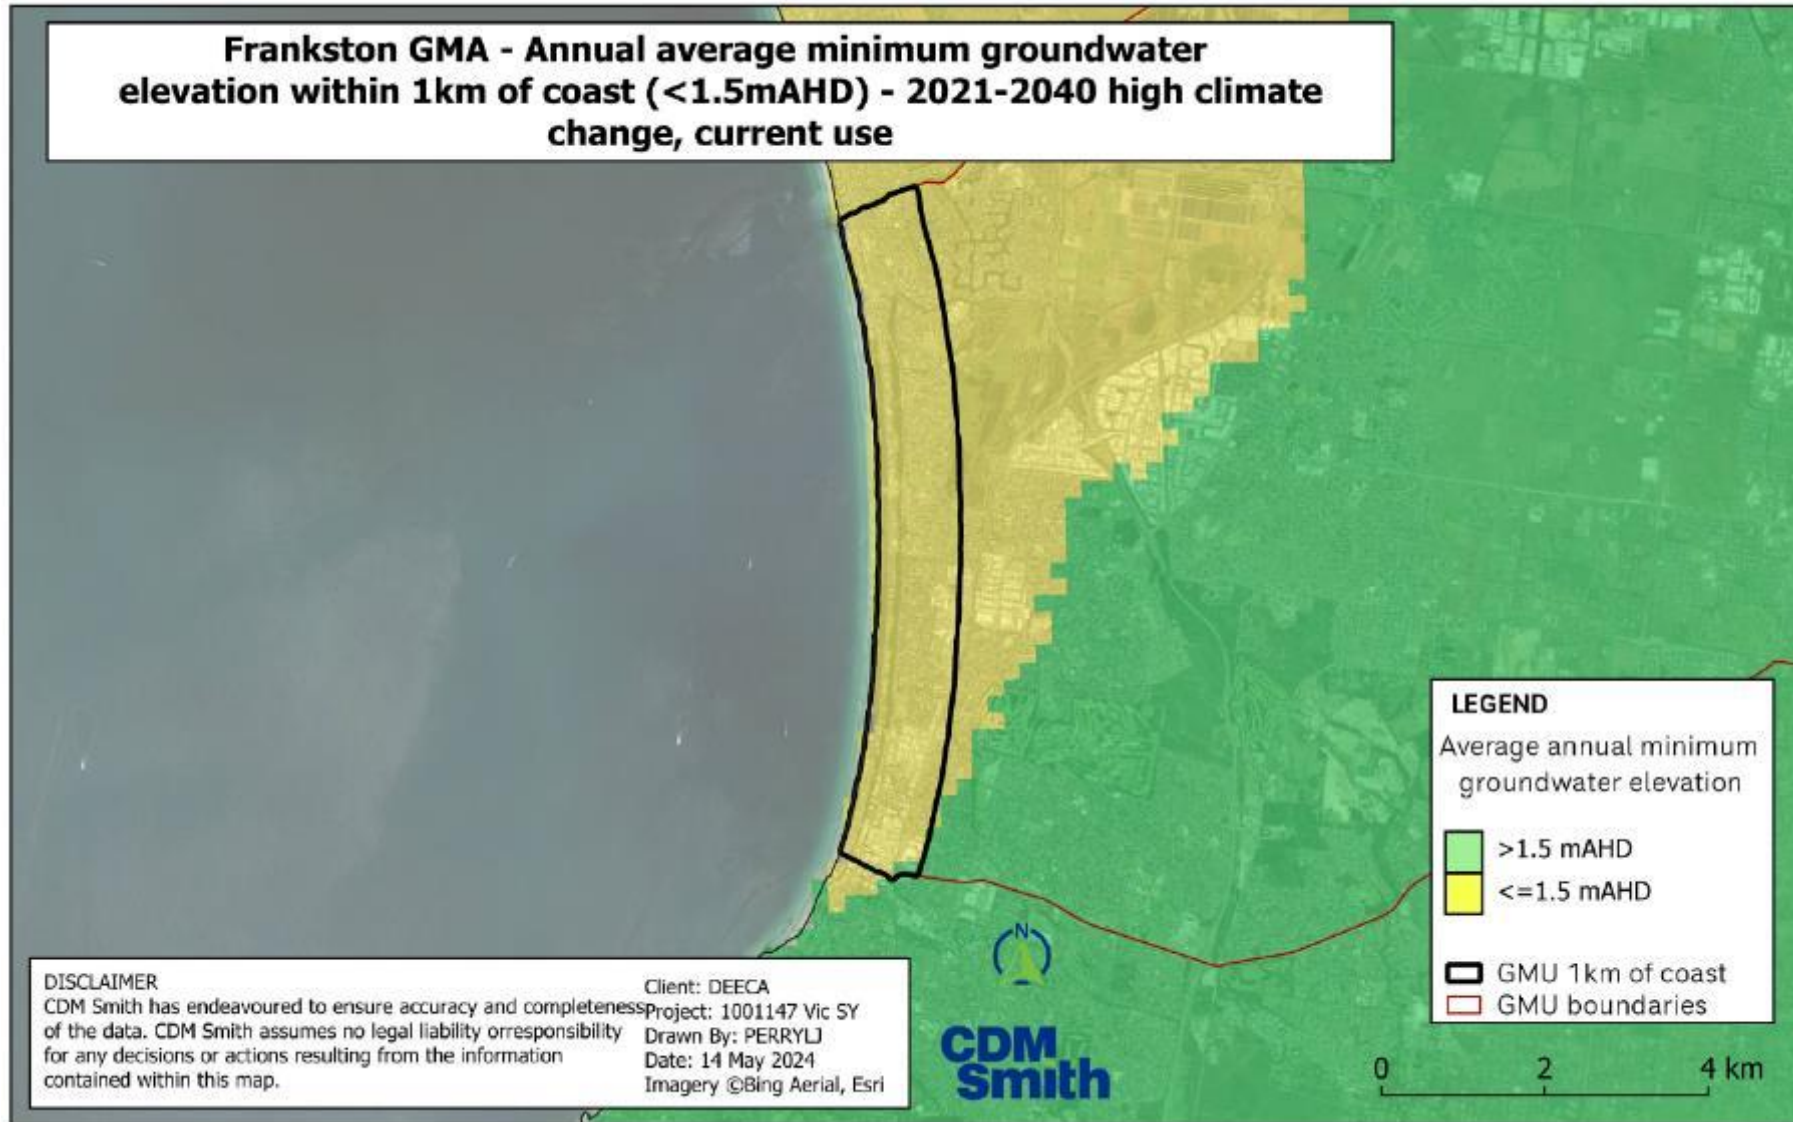 Frankston GMA - Annual average minimum groundwater
elevation within 1km of coast (<1.5mAHD) - 2021-2040 high climate
change, current use
LEGEND
Average annual minimum
groundwater elevation
>1.5 mAHD
<=1.5 mAHD
GMU 1km of coast
GMU boundaries
DISCLAIMER
CDM Smith has endeavoured to ensure accuracy and completeness
of the data. CDM Smith assumes no legal liability orresponsibility
for any decisions or actions resulting from the information
contained within this map.
Client: DEECA
Project: 1001147 Vic SY
Drawn By: PERRYLJ
Date: 14 May 2024
Imagery ©Bing Aerial, Esri
N
CDM
Smith
0 2 4 km